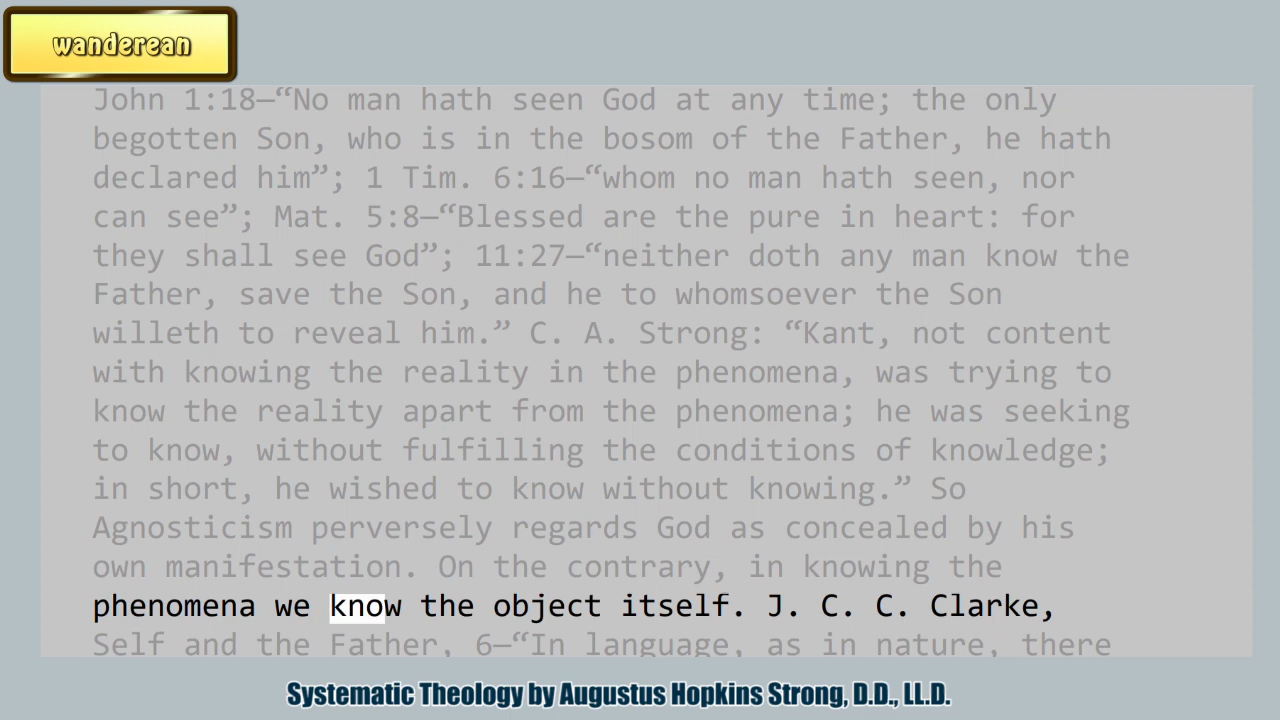 wanderean
John 1:18—“No man hath seen God at any time; the only
begotten Son, who is in the bosom of the Father, he hath
declared him”; 1 Tim. 6:16—“whom no man hath seen, nor
can see”; Mat. 5:8—“Blessed are the pure in heart: for
they shall see God”; 11:27—“neither doth any man know the
Father, save the Son, and he to whomsoever the Son
willeth to reveal him.” C. A. Strong: “Kant, not content
with knowing the reality in the phenomena, was trying to
know the reality apart from the phenomena; he was seeking
to know, without fulfilling the conditions of knowledge;
in short, he wished to know without knowing.” So
Agnosticism perversely regards God as concealed by his
own manifestation. On the contrary, in knowing the
phenomena we know the object itself. J. C. C. Clarke,
Self and the Father, 6—“In language, as in nature, there
Systematic Theology by Augustus Hopkins Strong, D.D., LL.D.